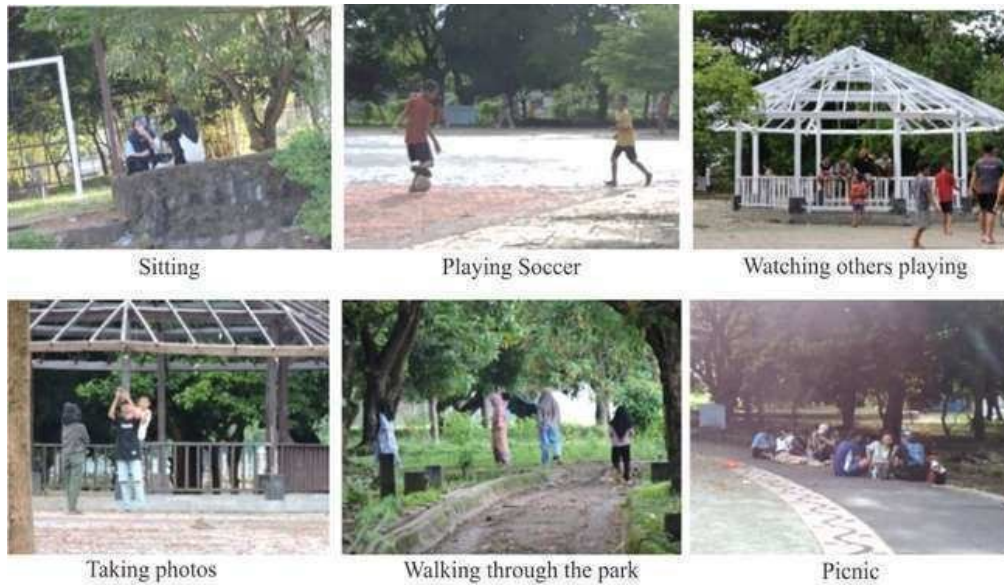 Sitting
Playing Soccer
Watching others playing
Taking photos
Walking through the park
Picnic